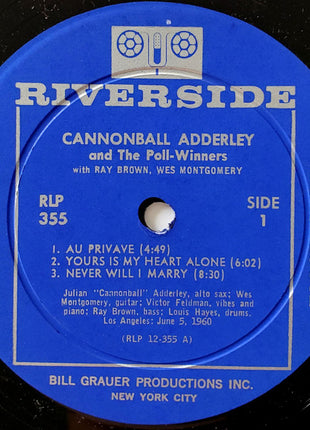 RIVERSIDE
CANNONBALL ADDERLEY
and The Poll-Winners
with RAY BROWN, WES MONTGOMERY
RLP
355
SIDE
1
1. AU PRIVAVE (4:49)
2. YOURS IS MY HEART ALONE (6:02)
3. NEVER WILL I MARRY (8:30)
Julian "Cannonball" Adderley, alto sax; Wes
Montgomery, guitar; Victor Feldman, vibes and
piano; Ray Brown, bass; Louis Hayes, drums.
Los Angeles: June 5, 1960
(RLP 12-355 A)
BILL GRAUER PRODUCTIONS INC.
NEW YORK CITY